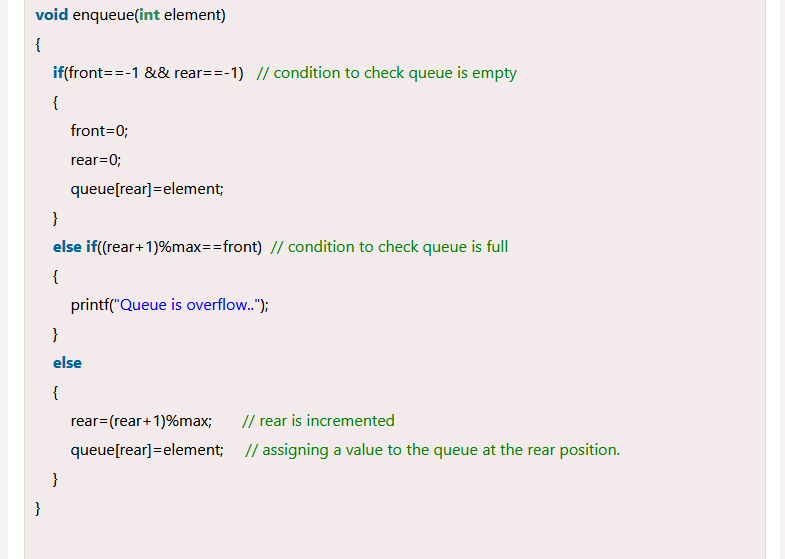 void enqueue(int element)
{
if(front==-1 && rear==-1)   // condition to check queue is empty
{
front=0;
rear=0;
queue[rear]=element;
}
else if((rear+1)%max==front)  // condition to check queue is full
{
printf("Queue is overflow..");
}
else
{
rear=(rear+1)%max;       // rear is incremented
queue[rear]=element;     // assigning a value to the queue at the rear position.
}
}